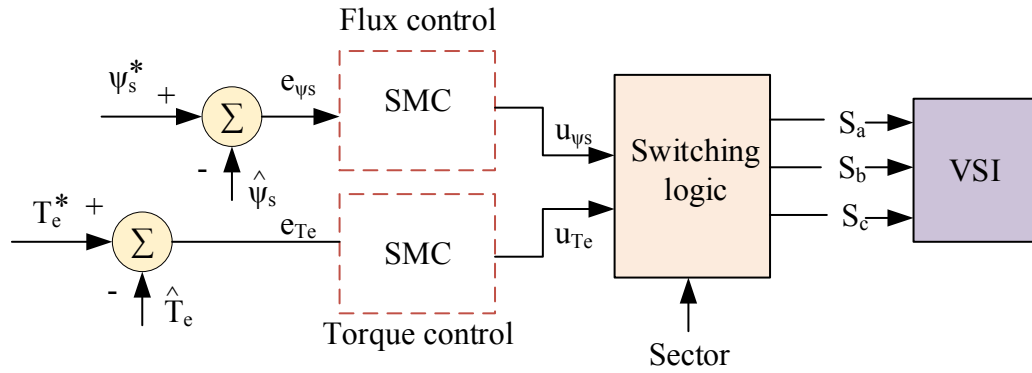 Flux control
ψs*
+
Σ
-
ψ̂s
eψs
SMC
uψs
Te*
+
Σ
-
T̂e
eTe
SMC
uTe
Torque control
Switching
logic
Sector
Sa
Sb
Sc
VSI